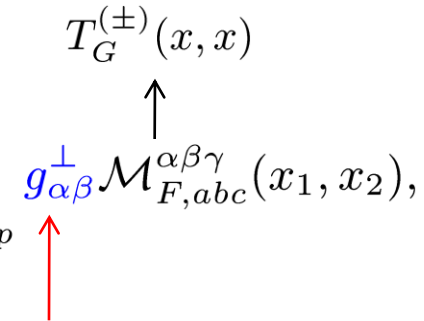 T_G^{(±)}(x, x)
g^⊥_{αβ} ℳ^{αβγ}_{F,abc}(x_1, x_2),
p